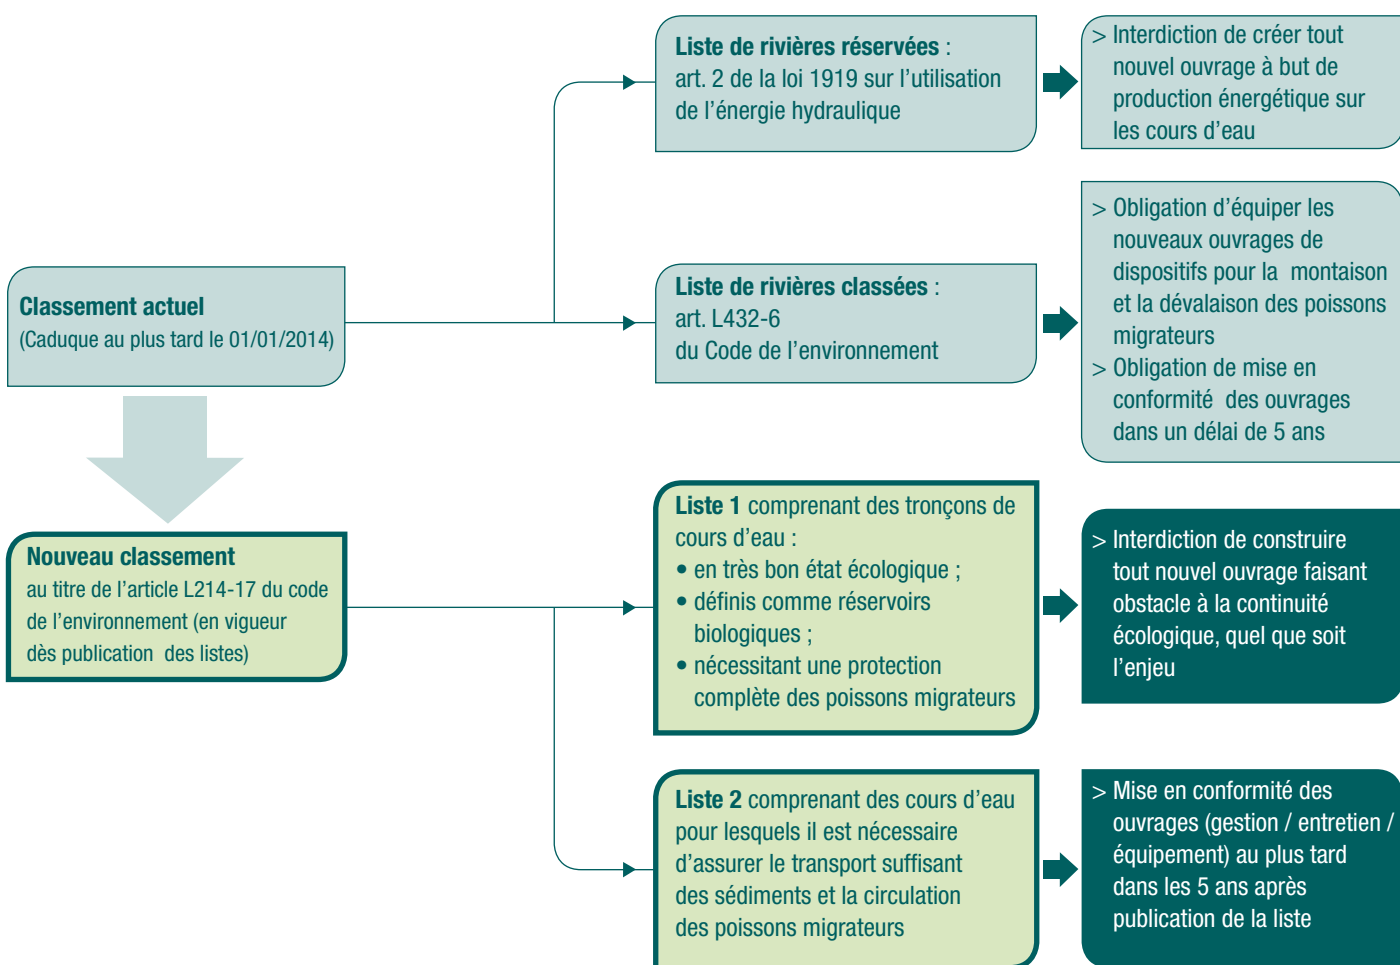 Liste de rivières réservées :
art. 2 de la loi 1919 sur l'utilisation
de l'énergie hydraulique
> Interdiction de créer tout
nouvel ouvrage à but de
production énergétique sur
les cours d'eau
Classement actuel
(Caduque au plus tard le 01/01/2014)
Liste de rivières classées :
art. L432-6
du Code de l'environnement
> Obligation d'équiper les
nouveaux ouvrages de
dispositifs pour la montaison
et la dévalaison des poissons
migrateurs
> Obligation de mise en
conformité des ouvrages
dans un délai de 5 ans
Nouveau classement
au titre de l'article L214-17 du code
de l'environnement (en vigueur
dès publication des listes)
Liste 1 comprenant des tronçons de
cours d'eau :
• en très bon état écologique ;
• définis comme réservoirs
biologiques ;
• nécessitant une protection
complète des poissons migrateurs
> Interdiction de construire
tout nouvel ouvrage faisant
obstacle à la continuité
écologique, quel que soit
l'enjeu
Liste 2 comprenant des cours d'eau
pour lesquels il est nécessaire
d'assurer le transport suffisant
des sédiments et la circulation
des poissons migrateurs
> Mise en conformité des
ouvrages (gestion / entretien /
équipement) au plus tard
dans les 5 ans après
publication de la liste